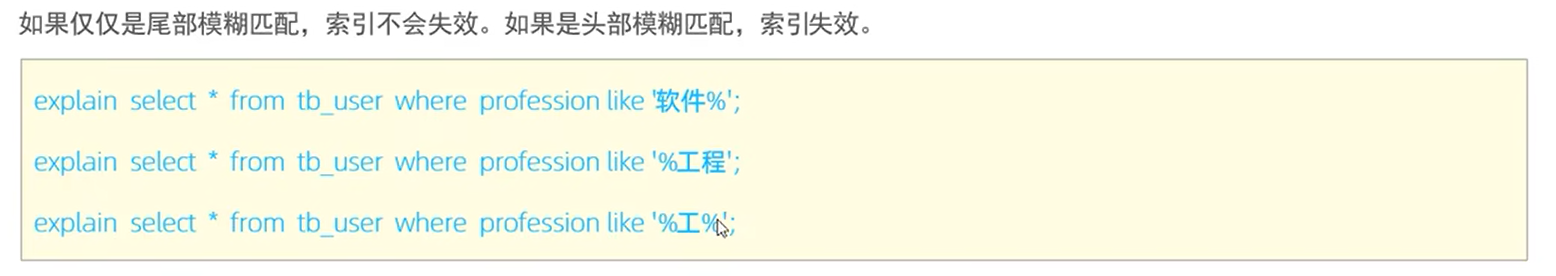 如果仅仅是尾部模糊匹配，索引不会失效。如果是头部模糊匹配，索引失效。
explain select * from tb_user where profession like '软件%';
explain select * from tb_user where profession like '%工程';
explain select * from tb_user where profession like '%工%';